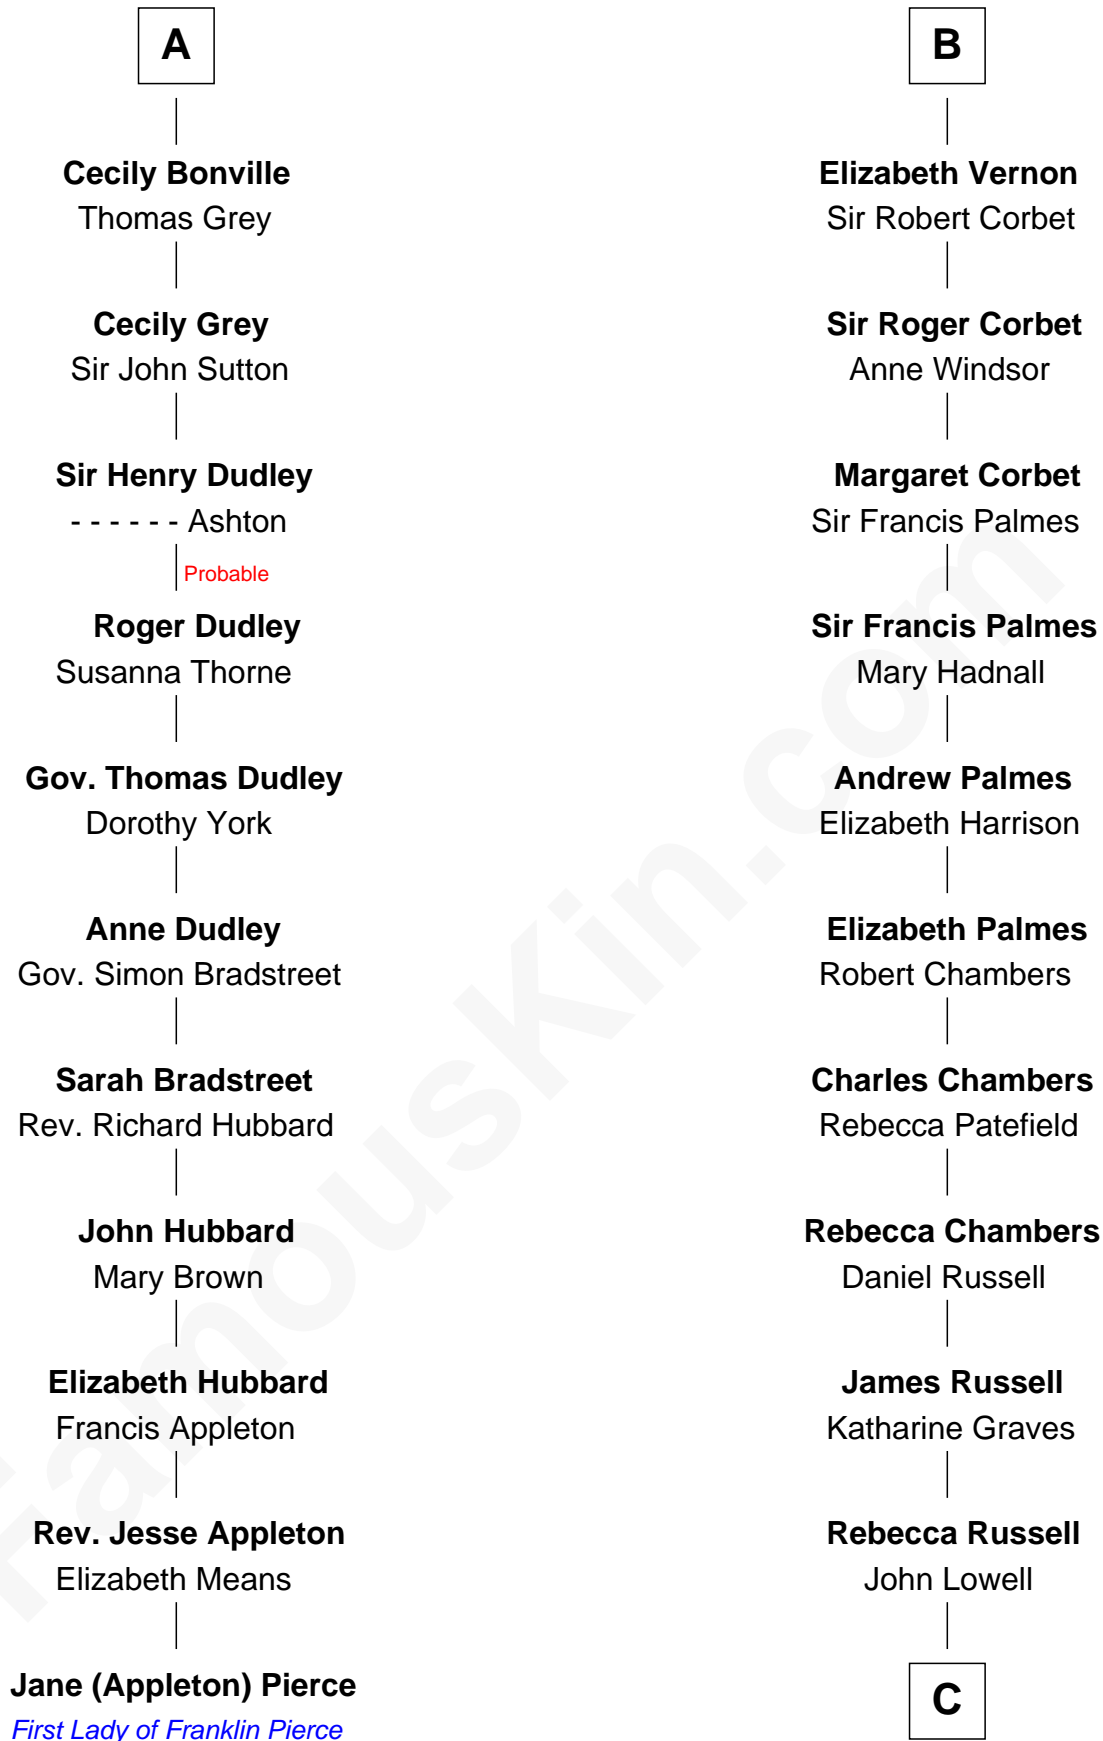 A
Cecily Bonville
Thomas Grey
Cecily Grey
Sir John Sutton
Sir Henry Dudley
- - - - - - Ashton
Probable
Roger Dudley
Susanna Thorne
Gov. Thomas Dudley
Dorothy York
Anne Dudley
Gov. Simon Bradstreet
Sarah Bradstreet
Rev. Richard Hubbard
John Hubbard
Mary Brown
Elizabeth Hubbard
Francis Appleton
Rev. Jesse Appleton
Elizabeth Means
Jane (Appleton) Pierce
First Lady of Franklin Pierce
B
Elizabeth Vernon
Sir Robert Corbet
Sir Roger Corbet
Anne Windsor
Margaret Corbet
Sir Francis Palmes
Sir Francis Palmes
Mary Hadnall
Andrew Palmes
Elizabeth Harrison
Elizabeth Palmes
Robert Chambers
Charles Chambers
Rebecca Patefield
Rebecca Chambers
Daniel Russell
James Russell
Katharine Graves
Rebecca Russell
John Lowell
C
FamousKin.com